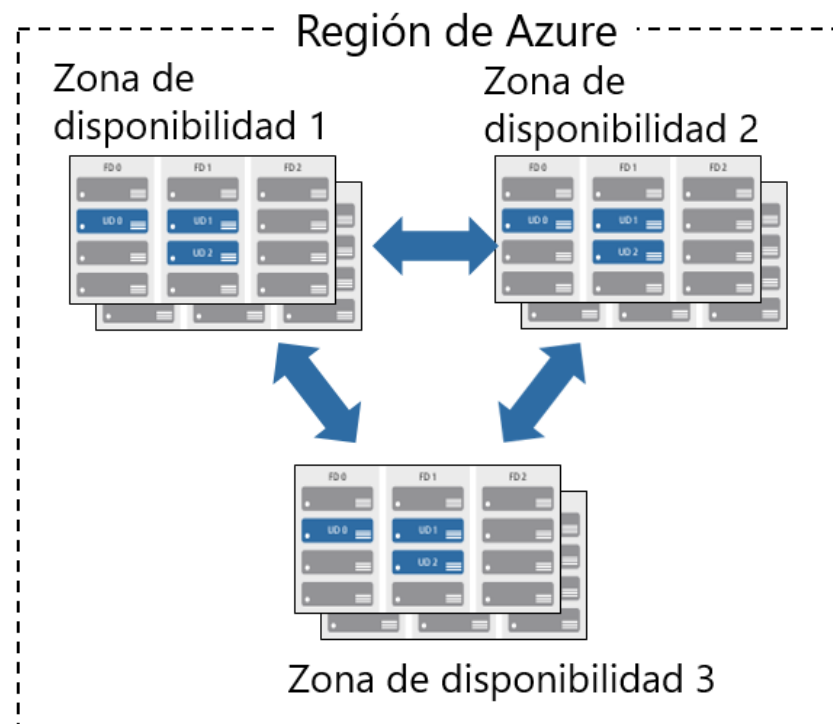 Región de Azure
Zona de
disponibilidad 1
Zona de
disponibilidad 2
FD 0 FD 1 FD 2
UD 0 UD 1
UD 2
FD 0 FD 1 FD 2
UD 0 UD 1
UD 2
FD 0 FD 1 FD 2
UD 0 UD 1
UD 2
Zona de disponibilidad 3